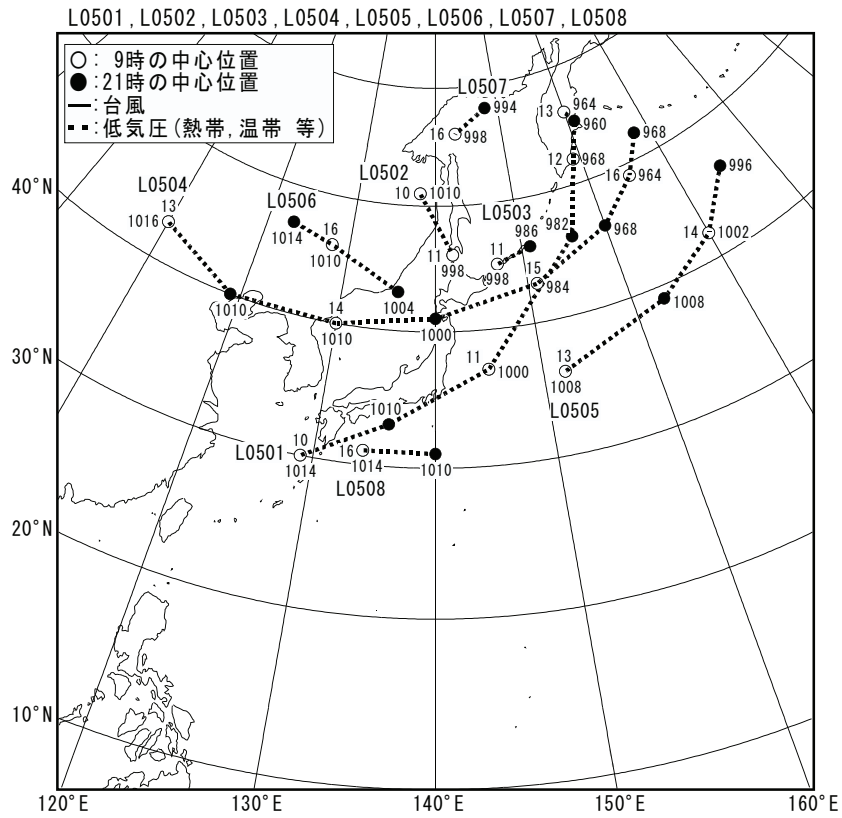 L0501,L0502,L0503,L0504,L0505,L0506,L0507,L0508
○: 9時の中心位置
●:21時の中心位置
━:台風
▪▪▪:低気圧(熱帯,温帯 等)
L0507
994
16 998
13 964
960
12 968
968
16 964
996
L0502
10 1010
L0504
13
1016
L0506
1014
16
1010
L0503
11
998
11
998
986
982
968
14 1002
15
984
1010
14
1010
1004
1000
1008
11
1000
13
1008
L0505
1010
L0501
10
1014
16
1014
1010
L0508
40°N
30°N
20°N
10°N
120°E
130°E
140°E
150°E
160°E